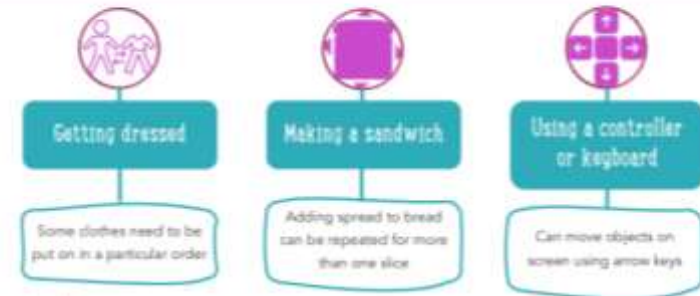 Getting dressed
Some clothes need to be
put on in a particular order
Making a sandwich
Adding spread to bread
can be repeated for more
than one slice
Using a controller
or keyboard
Can move objects on
screen using arrow keys